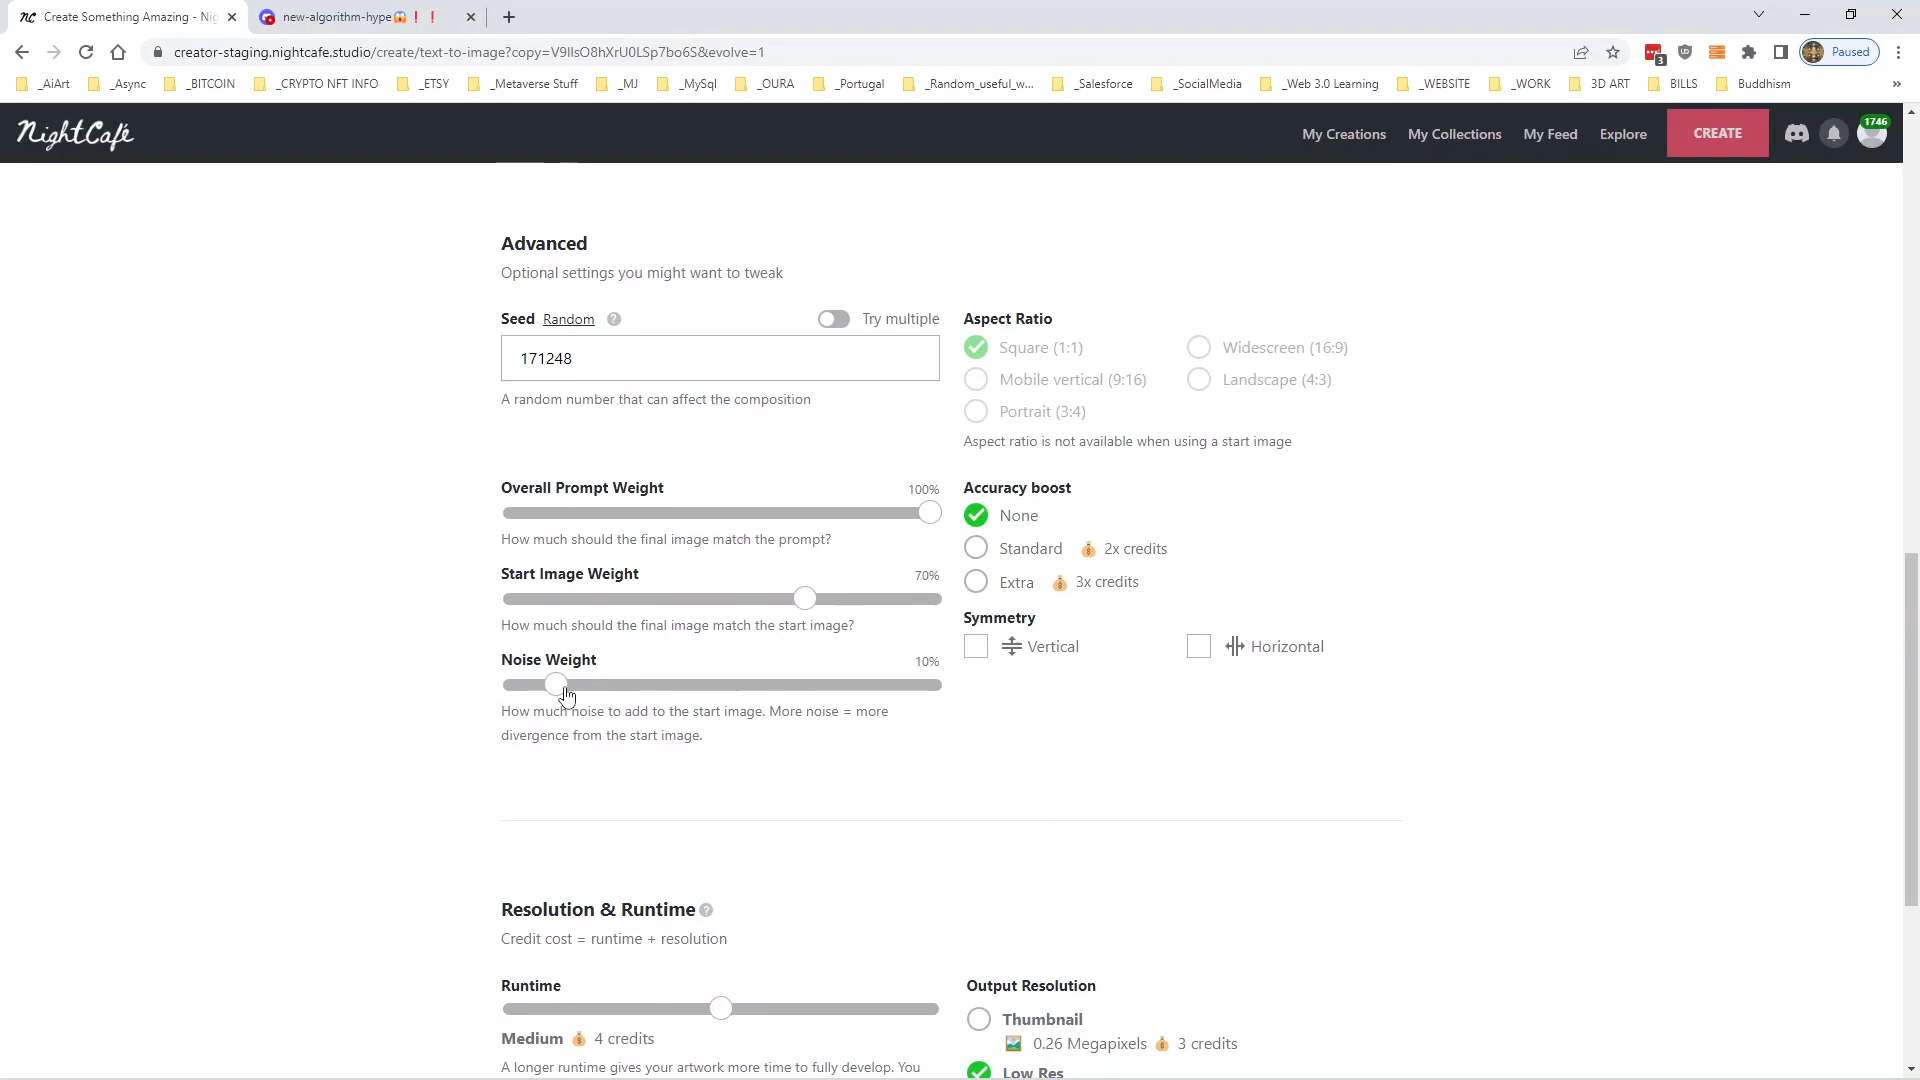 Create Something Amazing - Nig
new-algorithm-hype😱❗❗
creator-staging.nightcafe.studio/create/text-to-image?copy=V9IIsO8hXrU0LSp7bo6S&evolve=1
3
Paused
_AiArt
_Async
_BITCOIN
_CRYPTO NFT INFO
_ETSY
_Metaverse Stuff
_MJ
_MySql
_OURA
_Portugal
_Random_useful_w...
_Salesforce
_SocialMedia
_Web 3.0 Learning
_WEBSITE
_WORK
3D ART
BILLS
Buddhism
»
NightCafé
My Creations
My Collections
My Feed
Explore
CREATE
1746
Advanced
Optional settings you might want to tweak
Seed Random ?
Try multiple
171248
A random number that can affect the composition
Aspect Ratio
Square (1:1)
Widescreen (16:9)
Mobile vertical (9:16)
Landscape (4:3)
Portrait (3:4)
Aspect ratio is not available when using a start image
Overall Prompt Weight
100%
How much should the final image match the prompt?
Start Image Weight
70%
How much should the final image match the start image?
Noise Weight
10%
How much noise to add to the start image. More noise = more
divergence from the start image.
Accuracy boost
None
Standard 💰 2x credits
Extra 💰 3x credits
Symmetry
Vertical
Horizontal
Resolution & Runtime ?
Credit cost = runtime + resolution
Runtime
Medium 💰 4 credits
A longer runtime gives your artwork more time to fully develop. You
Output Resolution
Thumbnail
0.26 Megapixels 💰 3 credits
Low Res